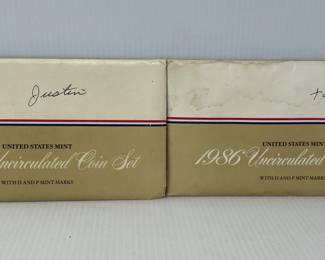 Justin
UNITED STATES MINT
Uncirculated Coin Set
WITH D AND P MINT MARKS
UNITED STATES MINT
1986 Uncirculated
WITH D AND P MINT MARKS